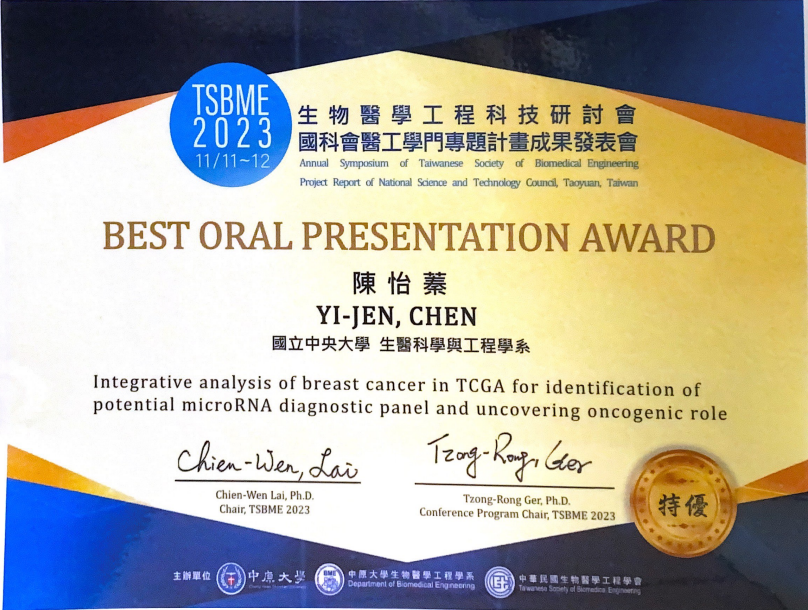 TSBME
2023
11/11~12
生物醫學工程科技研討會
國科會醫工學門專題計畫成果發表會
Annual Symposium of Taiwanese Society of Biomedical Engineering
Project Report of National Science and Technology Council, Taoyuan, Taiwan
BEST ORAL PRESENTATION AWARD
陳怡蓁
YI-JEN, CHEN
國立中央大學 生醫科學與工程學系
Integrative analysis of breast cancer in TCGA for identification of
potential microRNA diagnostic panel and uncovering oncogenic role
Chien-Wen, Lai
Tzong-Rong, Ger
Chien-Wen Lai, Ph.D.
Chair, TSBME 2023
Tzong-Rong Ger, Ph.D.
Conference Program Chair, TSBME 2023
特優
主辦單位
中原大學
BME
中原大學生物醫學工程學系
Department of Biomedical Engineering
中華民國生物醫學工程學會
Taiwanese Society of Biomedical Engineering